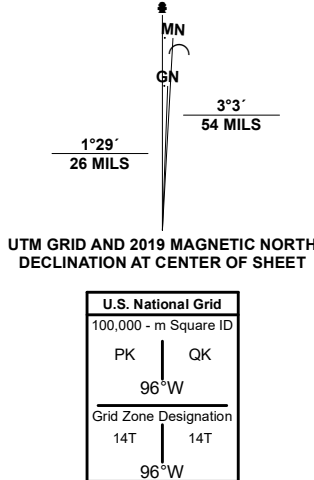 MN
GN
3°3´
54 MILS
1°29´
26 MILS
UTM GRID AND 2019 MAGNETIC NORTH
DECLINATION AT CENTER OF SHEET
U.S. National Grid
100,000 - m Square ID
PK QK
96°W
Grid Zone Designation
14T 14T
96°W